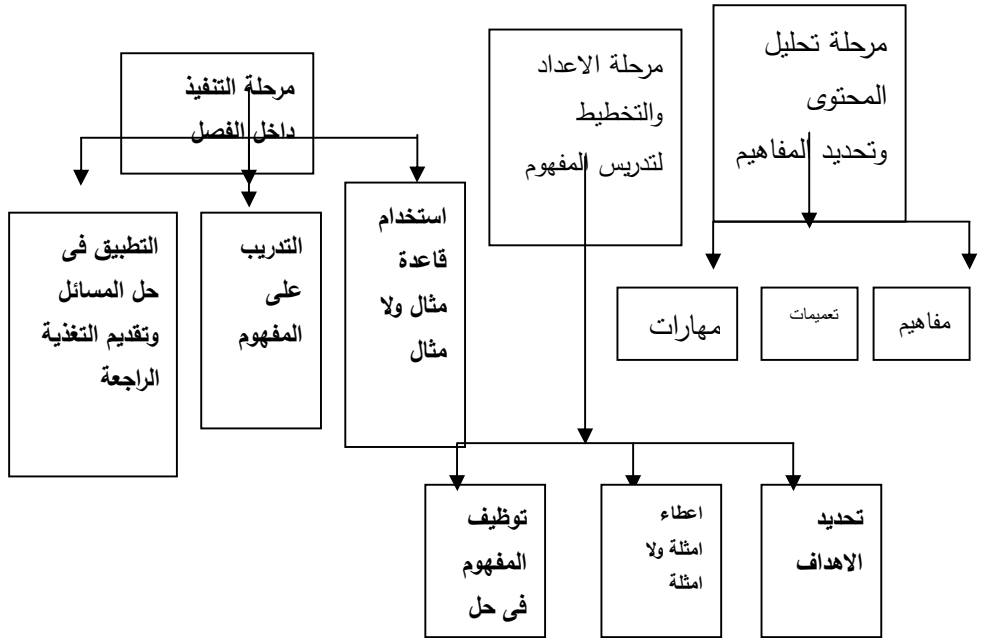 مرحلة تحليل
المحتوى
وتحديد المفاهيم
مرحلة الاعداد
والتخطيط
لتدريس المفهوم
مرحلة التنفيذ
داخل الفصل
مفاهيم
تعميمات
مهارات
استخدام
قاعدة
مثال ولا
مثال
التدريب
على
المفهوم
التطبيق فى
حل المسائل
وتقديم التغذية
الراجعة
تحديد
الاهداف
اعطاء
امثلة ولا
امثلة
توظيف
المفهوم
فى حل